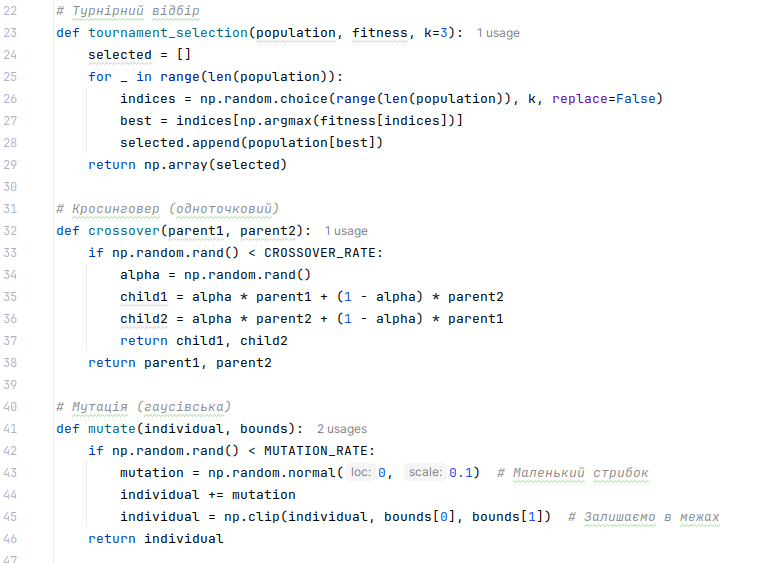 22 # Турнірний відбір
23 def tournament_selection(population, fitness, k=3): 1 usage
24     selected = []
25     for _ in range(len(population)):
26         indices = np.random.choice(range(len(population)), k, replace=False)
27         best = indices[np.argmax(fitness[indices])]
28         selected.append(population[best])
29     return np.array(selected)
30
31 # Кросинговер (одноточковий)
32 def crossover(parent1, parent2): 1 usage
33     if np.random.rand() < CROSSOVER_RATE:
34         alpha = np.random.rand()
35         child1 = alpha * parent1 + (1 - alpha) * parent2
36         child2 = alpha * parent2 + (1 - alpha) * parent1
37         return child1, child2
38     return parent1, parent2
39
40 # Мутація (гаусівська)
41 def mutate(individual, bounds): 2 usages
42     if np.random.rand() < MUTATION_RATE:
43         mutation = np.random.normal( loc: 0, scale: 0.1) # Маленький стрибок
44         individual += mutation
45         individual = np.clip(individual, bounds[0], bounds[1]) # Залишаємо в межах
46     return individual
47